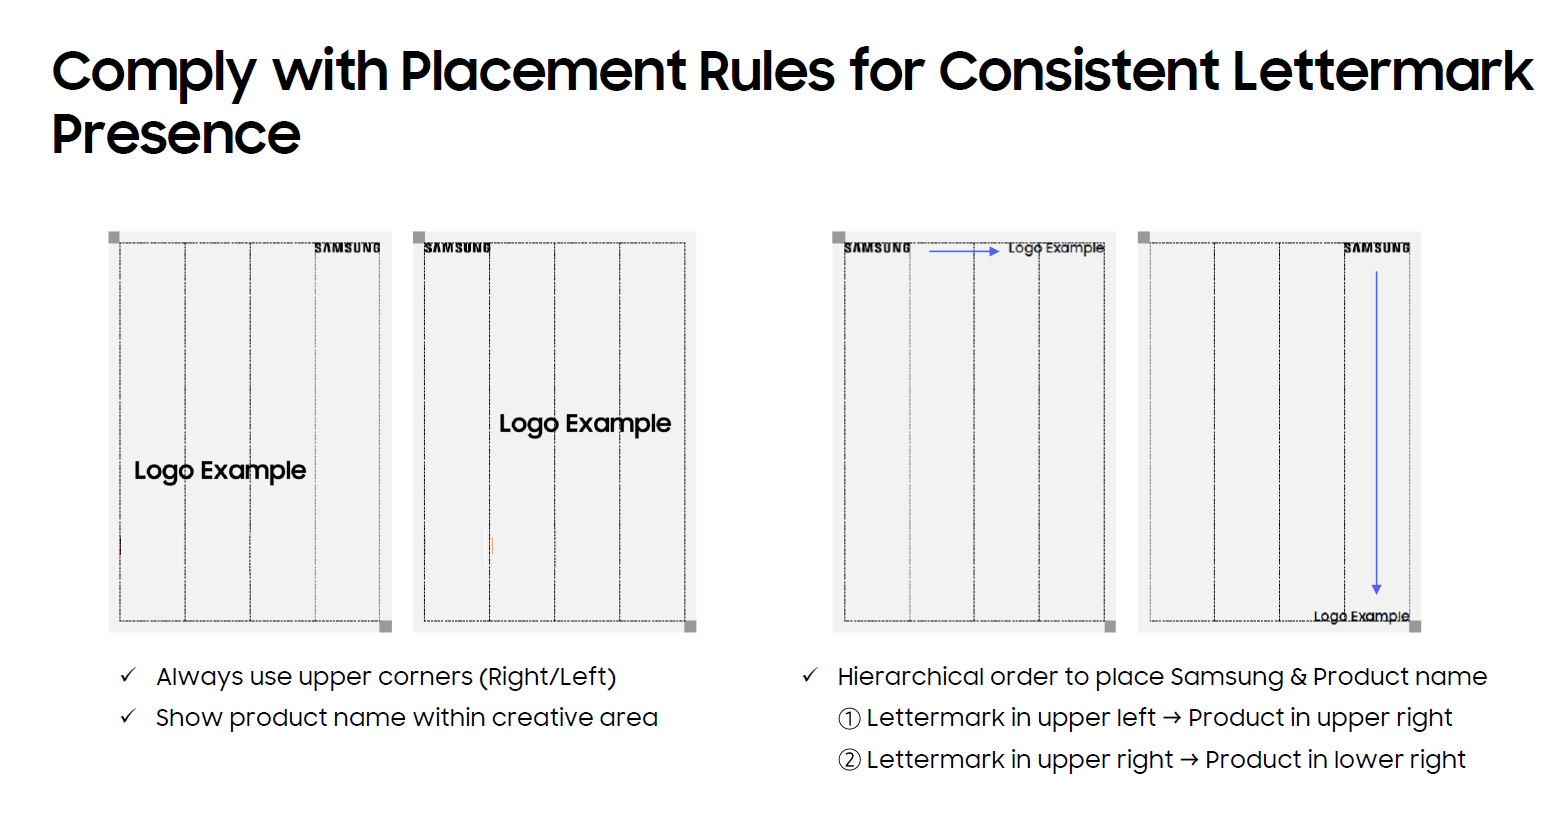 Comply with Placement Rules for Consistent Lettermark
Presence
SAMSUNG
Logo Example
SAMSUNG
Logo Example
SAMSUNG
Logo Example
SAMSUNG
Logo Example
✓ Always use upper corners (Right/Left)
✓ Show product name within creative area
✓ Hierarchical order to place Samsung & Product name
① Lettermark in upper left → Product in upper right
② Lettermark in upper right → Product in lower right